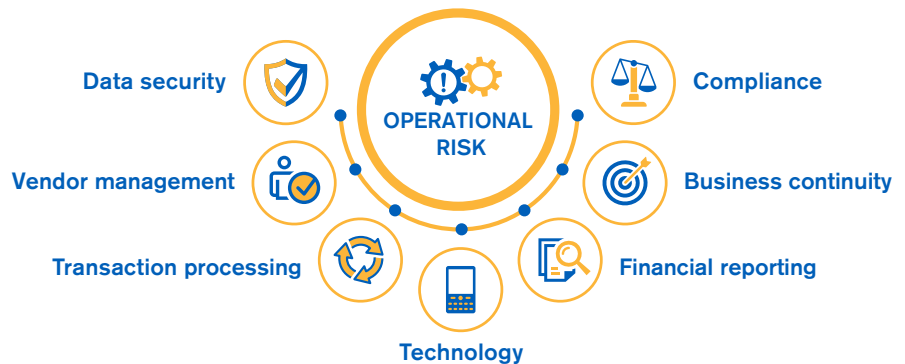 OPERATIONAL
RISK
Data security
Vendor management
Transaction processing
Technology
Financial reporting
Business continuity
Compliance